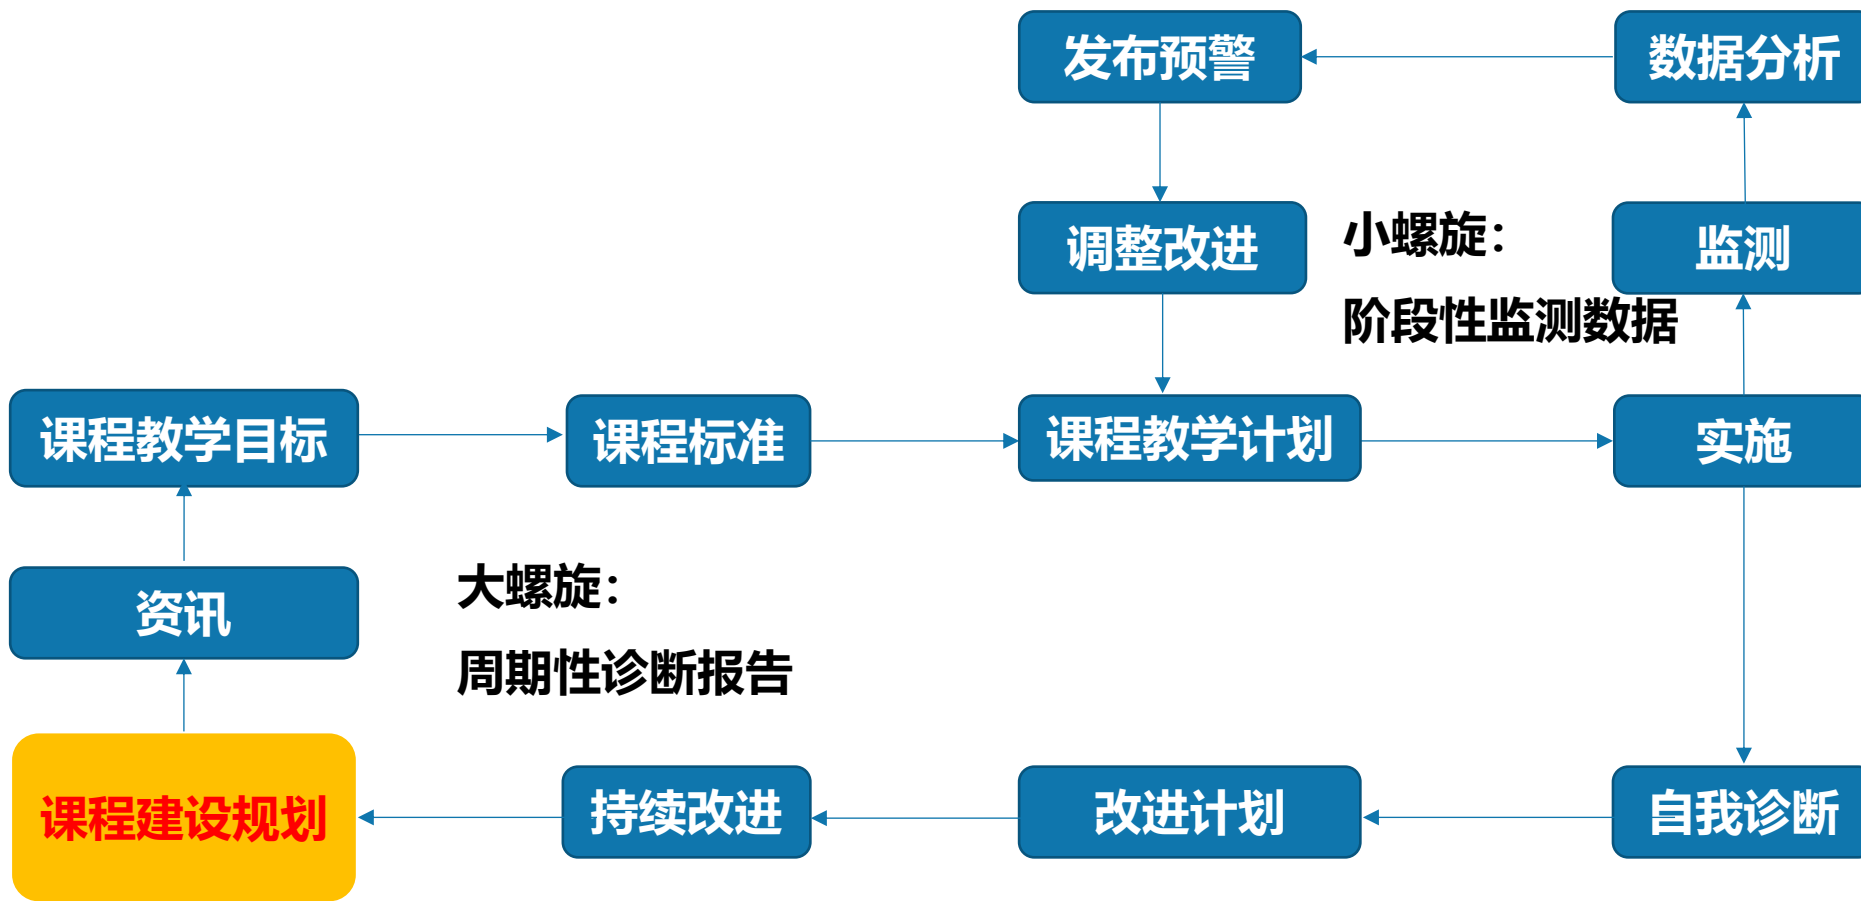 发布预警
数据分析
调整改进
小螺旋：
监测
阶段性监测数据
课程教学目标
课程标准
课程教学计划
实施
资讯
大螺旋：
周期性诊断报告
课程建设规划
持续改进
改进计划
自我诊断